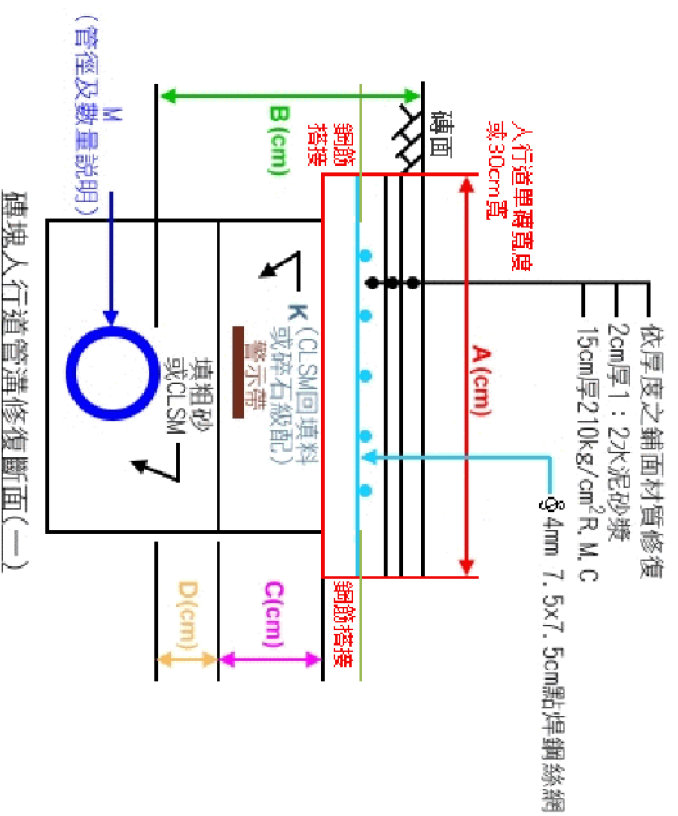 依厚度之鋪面材質修復
2cm厚1：2水泥砂漿
15cm厚210kg/cm²R.M.C
∮4mm 7.5x7.5cm點焊鋼絲網
人行道單磚寬度
或30cm寬
A(cm)
磚面
鋼筋
搭接
鋼筋搭接
B(cm)
K(CLSM回填料
或碎石級配)
警示帶
C(cm)
填粗砂
或CLSM
D(cm)
M
(管徑及數量說明)
磚塊人行道管溝修復斷面(一)